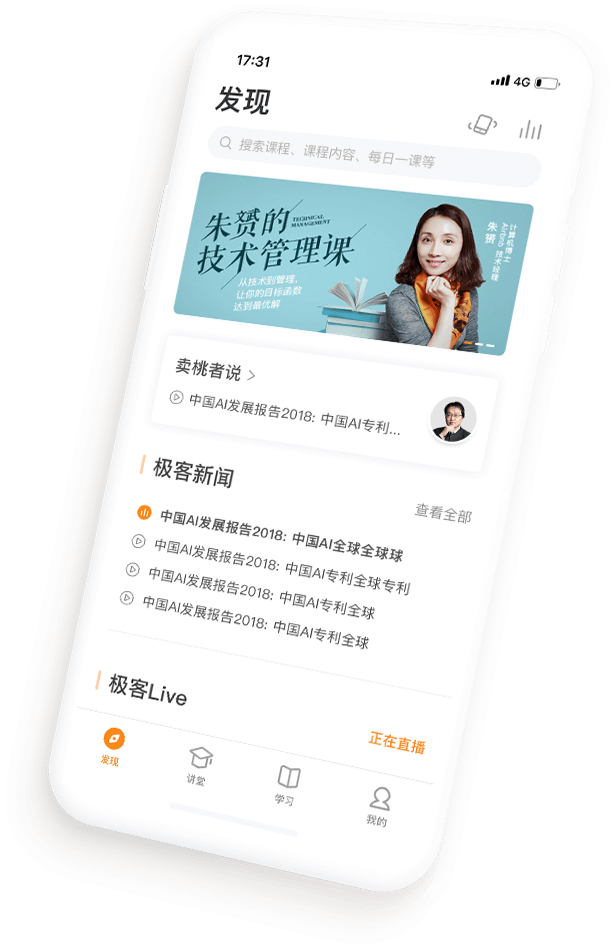 17:31
4G
发现
搜索课程、课程内容、每日一课等
朱赟的
TECHNICAL
MANAGEMENT
技术管理课
从技术到管理,
让你的目标函数
达到最优解
朱赟
计算机博士
Airbnb 技术经理
卖桃者说 >
中国AI发展报告2018: 中国AI专利...
极客新闻
查看全部
中国AI发展报告2018: 中国AI全球全球球
中国AI发展报告2018: 中国AI专利全球专利
中国AI发展报告2018: 中国AI专利全球
中国AI发展报告2018: 中国AI专利全球
极客Live
正在直播
发现
讲堂
学习
我的